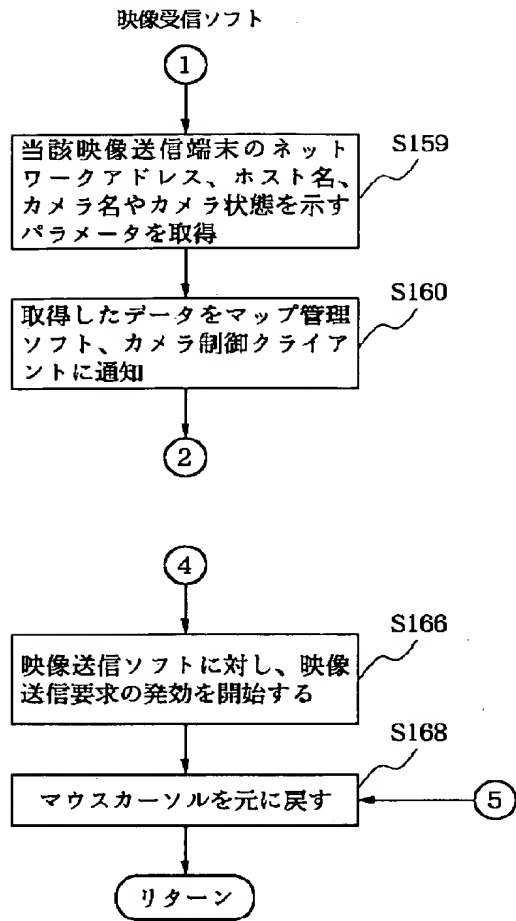 映像受信ソフト
1
当該映像送信端末のネット
ワークアドレス、ホスト名、
カメラ名やカメラ状態を示す
パラメータを取得
S159
取得したデータをマップ管理
ソフト、カメラ制御クライア
ントに通知
S160
2
4
映像送信ソフトに対し、映像
送信要求の発効を開始する
S166
マウスカーソルを元に戻す
S168
5
リターン